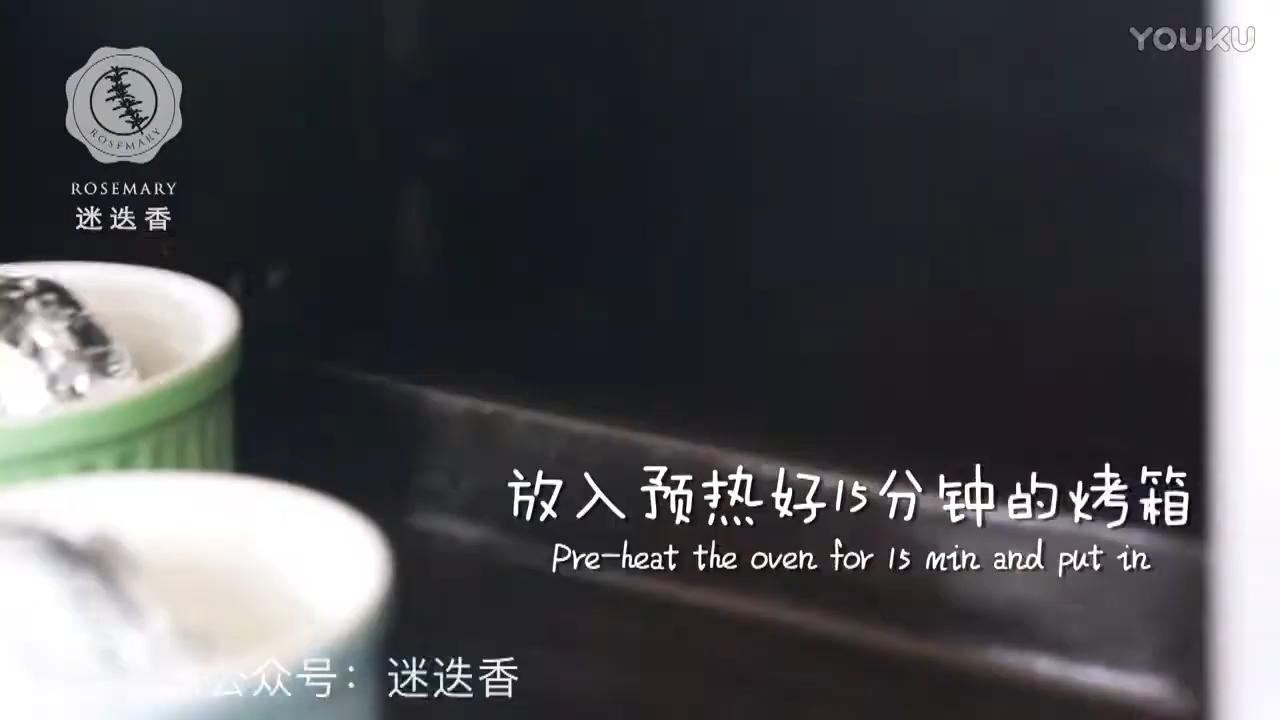 YOUKU
ROSEMARY
ROSEMARY
迷迭香
放入预热好15分钟的烤箱
Pre-heat the oven for 15 min and put in
公众号：迷迭香